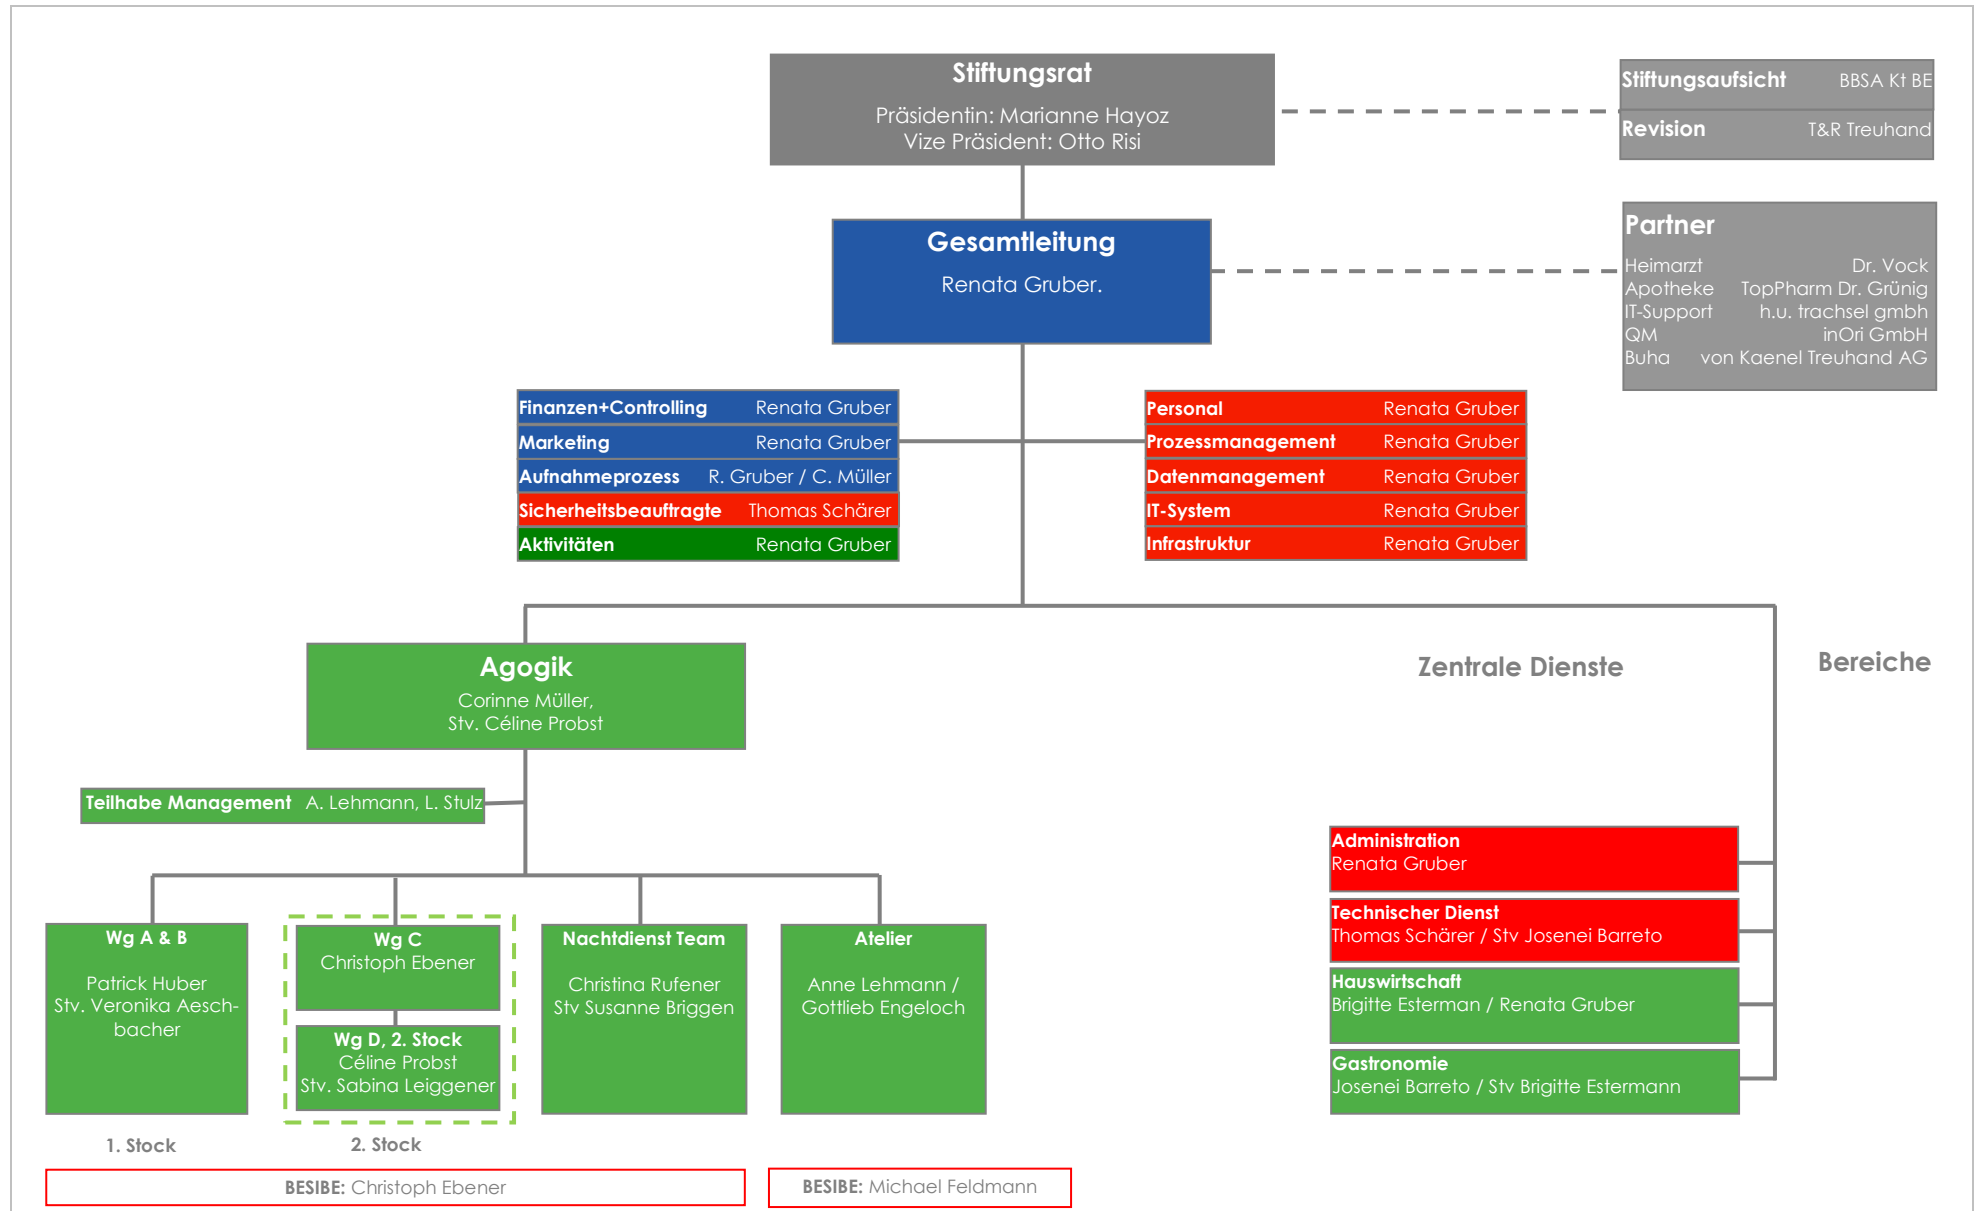 Stiftungsrat
Präsidentin: Marianne Hayoz
Vize Präsident: Otto Risi
Stiftungsaufsicht BBSA Kt BE
Revision T&R Treuhand
Gesamtleitung
Renata Gruber.
Partner
Heimarzt Dr. Vock
Apotheke TopPharm Dr. Grünig
IT-Support h.u. trachsel gmbh
QM inOri GmbH
Buha von Kaenel Treuhand AG
Finanzen+Controlling Renata Gruber
Marketing Renata Gruber
Aufnahmeprozess R. Gruber / C. Müller
Sicherheitsbeauftragte Thomas Schärer
Aktivitäten Renata Gruber
Personal Renata Gruber
Prozessmanagement Renata Gruber
Datenmanagement Renata Gruber
IT-System Renata Gruber
Infrastruktur Renata Gruber
Agogik
Corinne Müller,
Stv. Céline Probst
Zentrale Dienste
Bereiche
Teilhabe Management A. Lehmann, L. Stulz
Administration
Renata Gruber
Technischer Dienst
Thomas Schärer / Stv Josenei Barreto
Hauswirtschaft
Brigitte Esterman / Renata Gruber
Gastronomie
Josenei Barreto / Stv Brigitte Estermann
Wg A & B
Patrick Huber
Stv. Veronika Aesch-
bacher
Wg C
Christoph Ebener
Wg D, 2. Stock
Céline Probst
Stv. Sabina Leiggener
Nachtdienst Team
Christina Rufener
Stv Susanne Briggen
Atelier
Anne Lehmann /
Gottlieb Engeloch
1. Stock
2. Stock
BESIBE: Christoph Ebener
BESIBE: Michael Feldmann